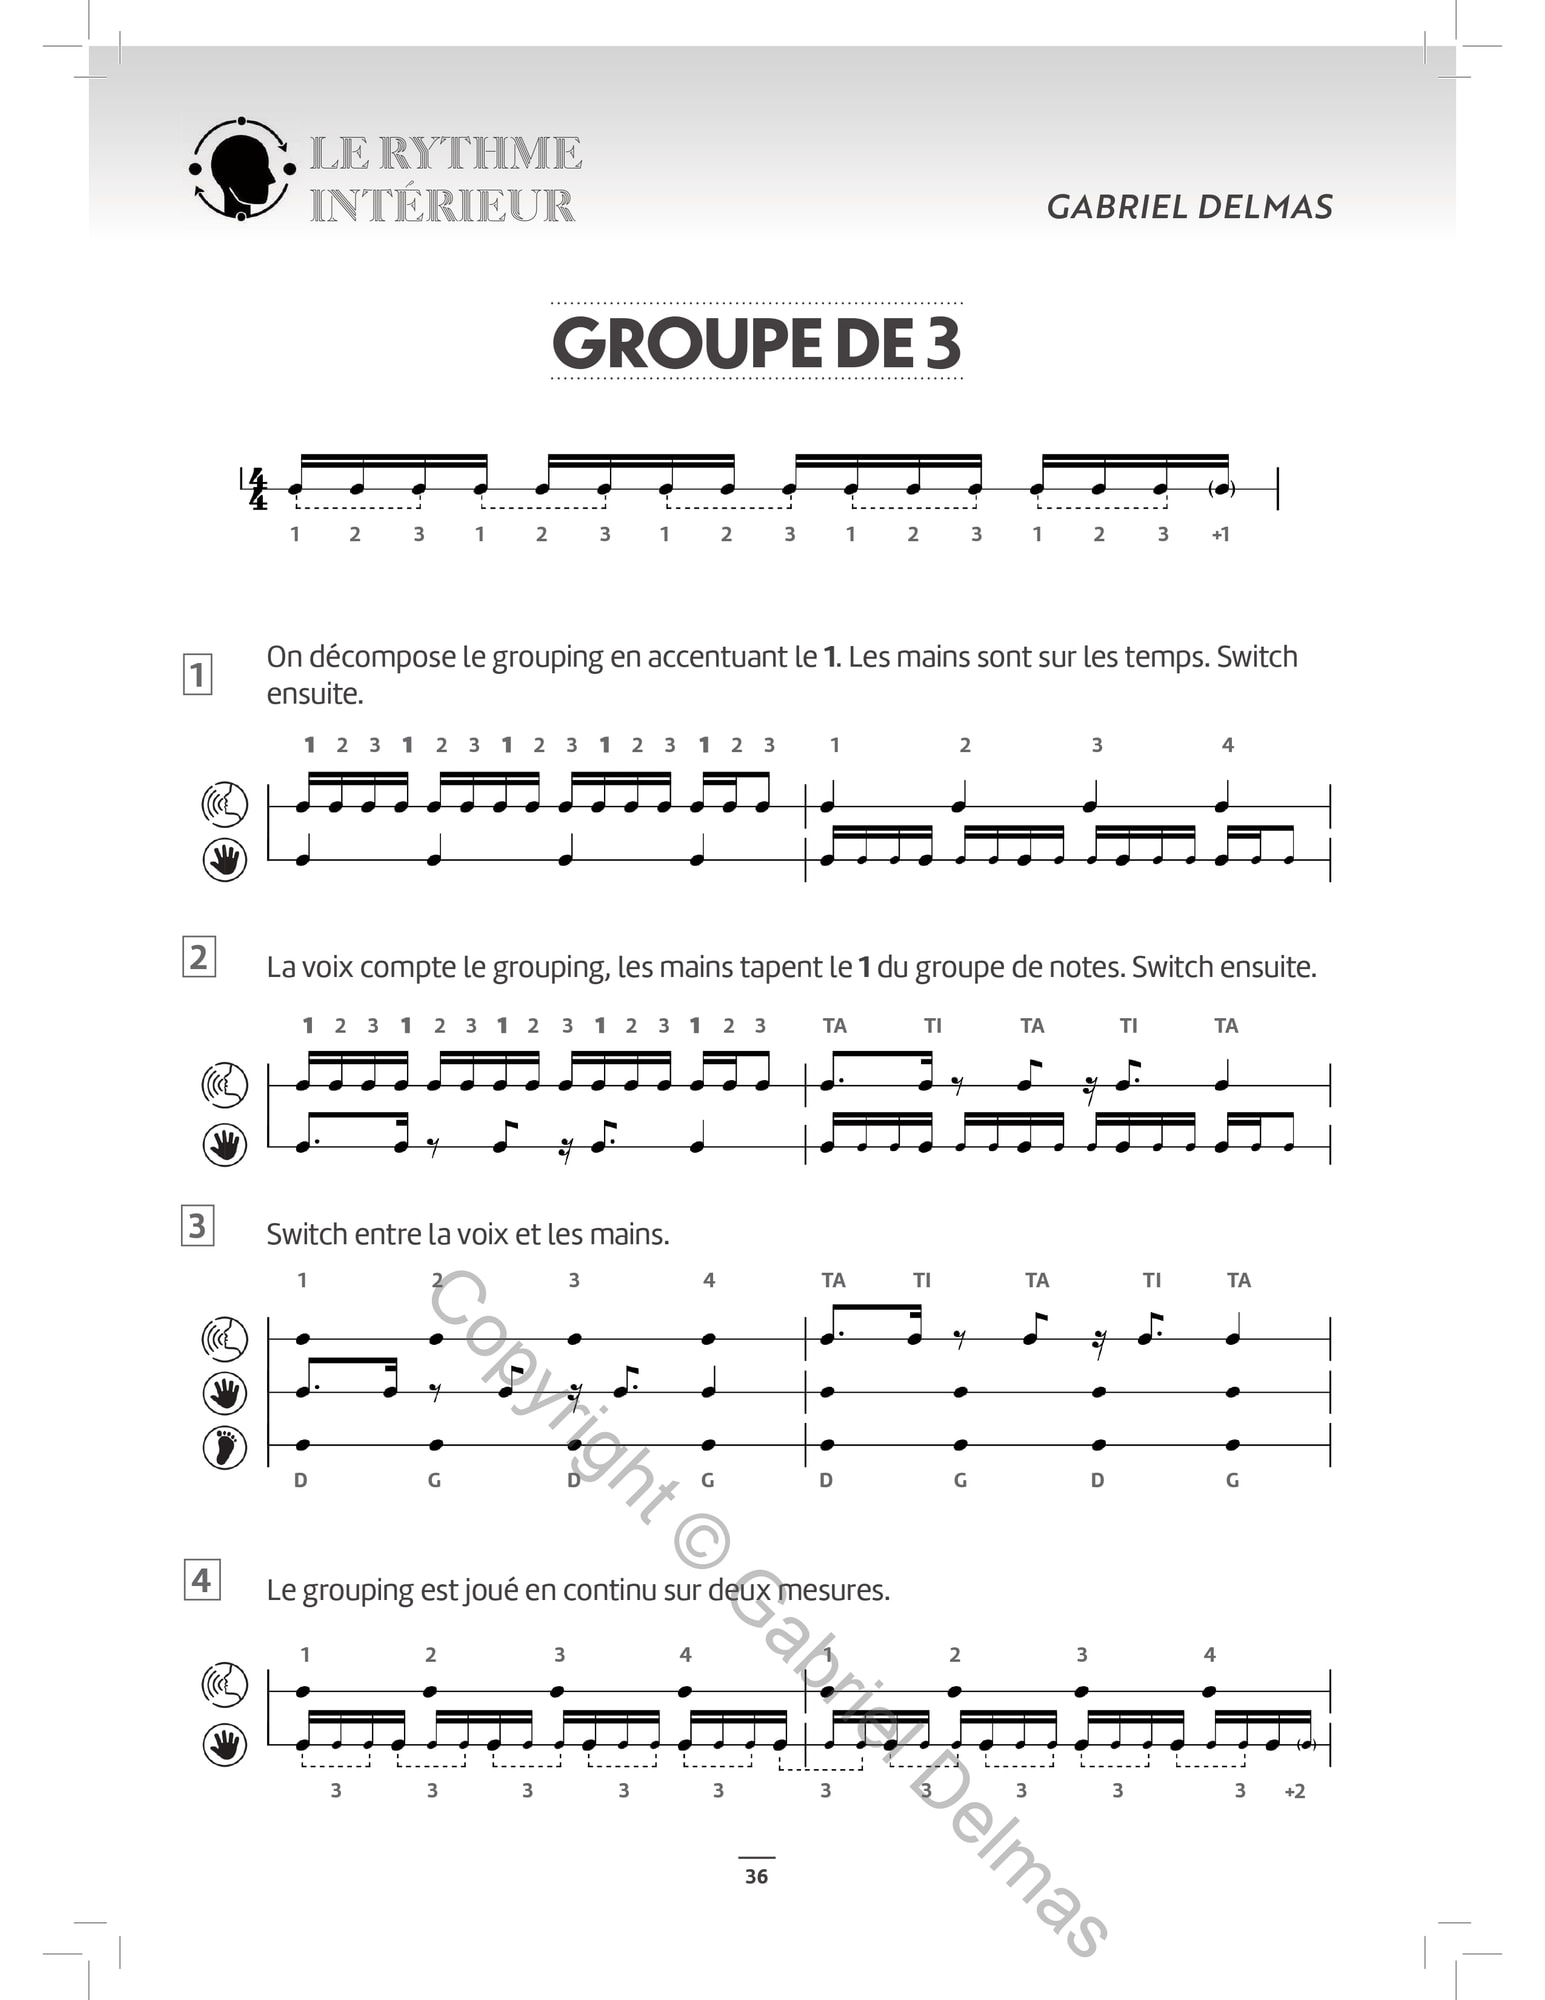 LE RYTHME
INTÉRIEUR
GABRIEL DELMAS
GROUPE DE 3
4
4
1 2 3 1 2 3 1 2 3 1 2 3 1 2 3 +1
1
On décompose le grouping en accentuant le 1. Les mains sont sur les temps. Switch
ensuite.
1 2 3 1 2 3 1 2 3 1 2 3 1 2 3 1 2 3 4
2
La voix compte le grouping, les mains tapent le 1 du groupe de notes. Switch ensuite.
1 2 3 1 2 3 1 2 3 1 2 3 1 2 3 TA TI TA TI TA
3
Switch entre la voix et les mains.
1 2 3 4 TA TI TA TI TA
D G D G D G D G
4
Le grouping est joué en continu sur deux mesures.
1 2 3 4 1 2 3 4
3 3 3 3 3 3 3 3 3 3 +2
36
Copyright © Gabriel Delmas